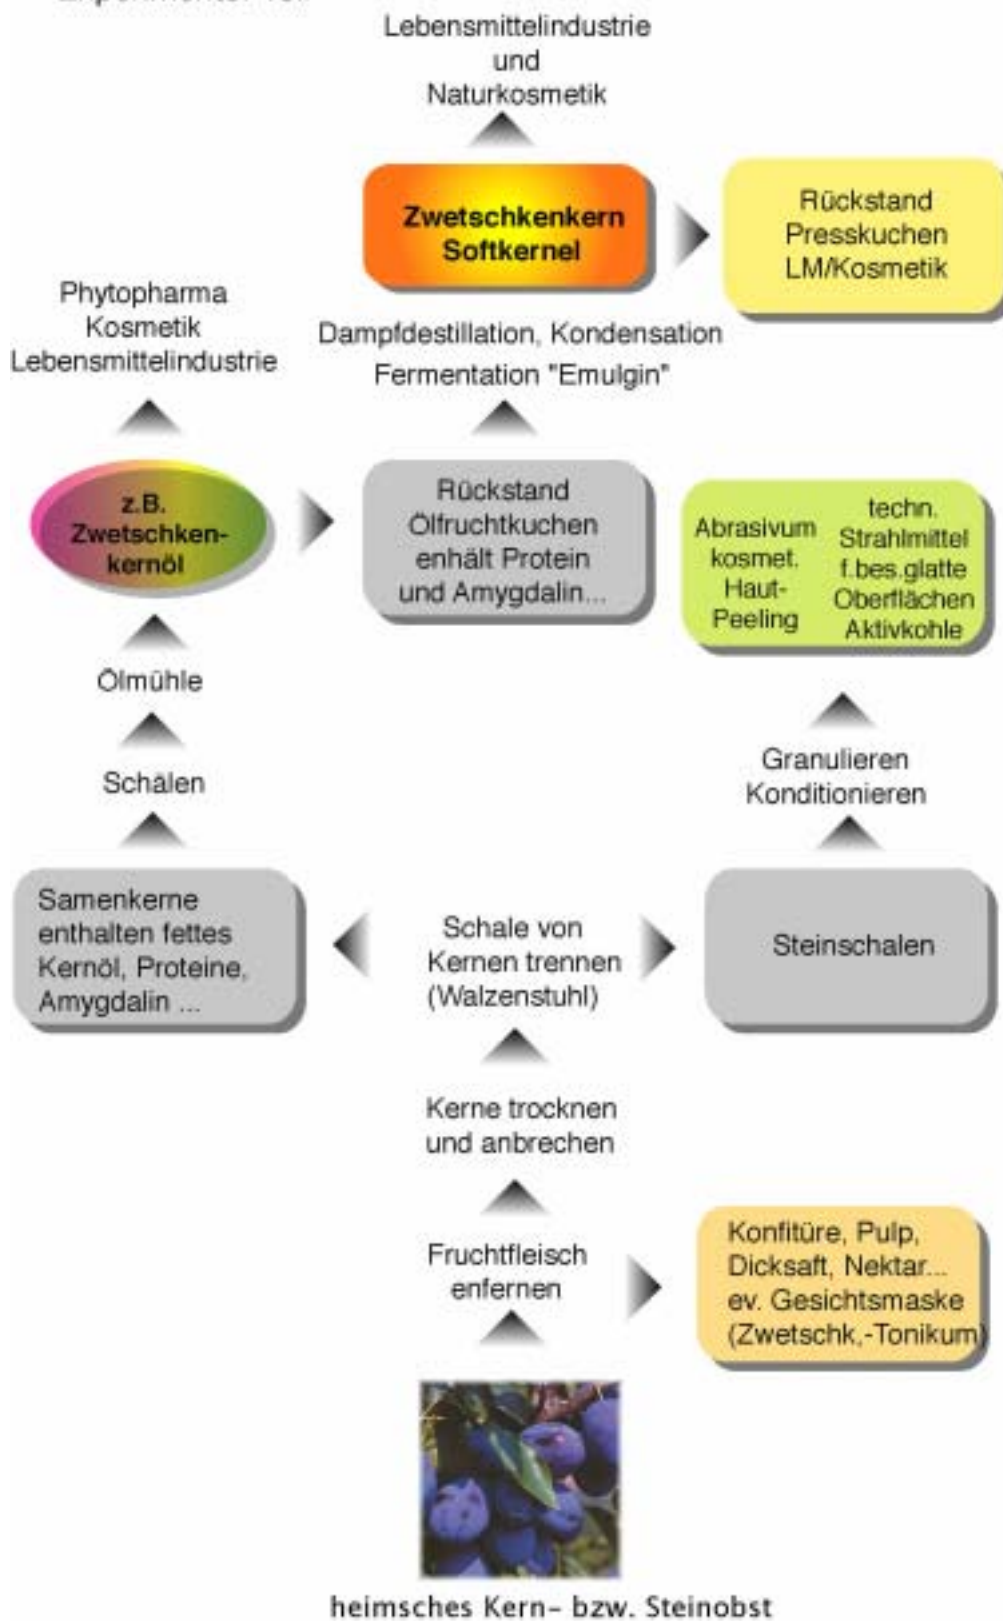 Lebensmittelindustrie
und
Naturkosmetik
Zwetschkenkern
Softkernel
Rückstand
Presskuchen
LM/Kosmetik
Phytopharma
Kosmetik
Lebensmittelindustrie
Dampfdestillation, Kondensation
Fermentation "Emulgin"
z.B.
Zwetschken-
kernöl
Rückstand
Ölfruchtkuchen
enhält Protein
und Amygdalin...
Abrasivum
kosmet.
Haut-
Peeling
techn.
Strahlmittel
f.bes.glatte
Oberflächen
Aktivkohle
Ölmühle
Schälen
Granulieren
Konditionieren
Samenkerne
enthalten fettes
Kernöl, Proteine,
Amygdalin ...
Schale von
Kernen trennen
(Walzenstuhl)
Steinschalen
Kerne trocknen
und anbrechen
Fruchtfleisch
enfernen
Konfitüre, Pulp,
Dicksaft, Nektar...
ev. Gesichtsmaske
(Zwetschk,-Tonikum)
heimsches Kern- bzw. Steinobst